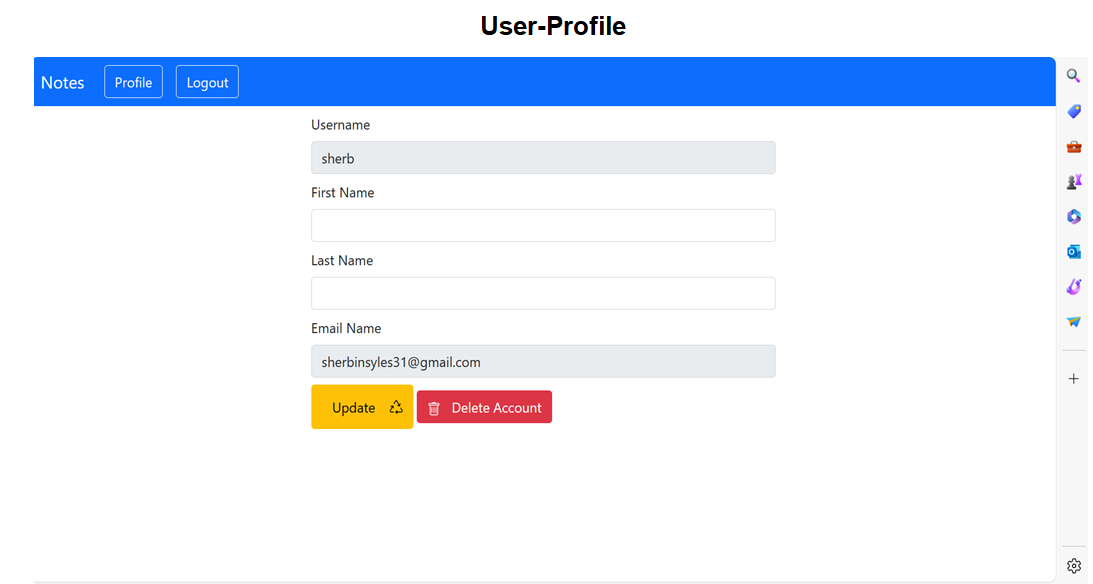 User-Profile
Notes Profile Logout
Username
sherb
First Name
Last Name
Email Name
sherbinsyles31@gmail.com
Update Delete Account